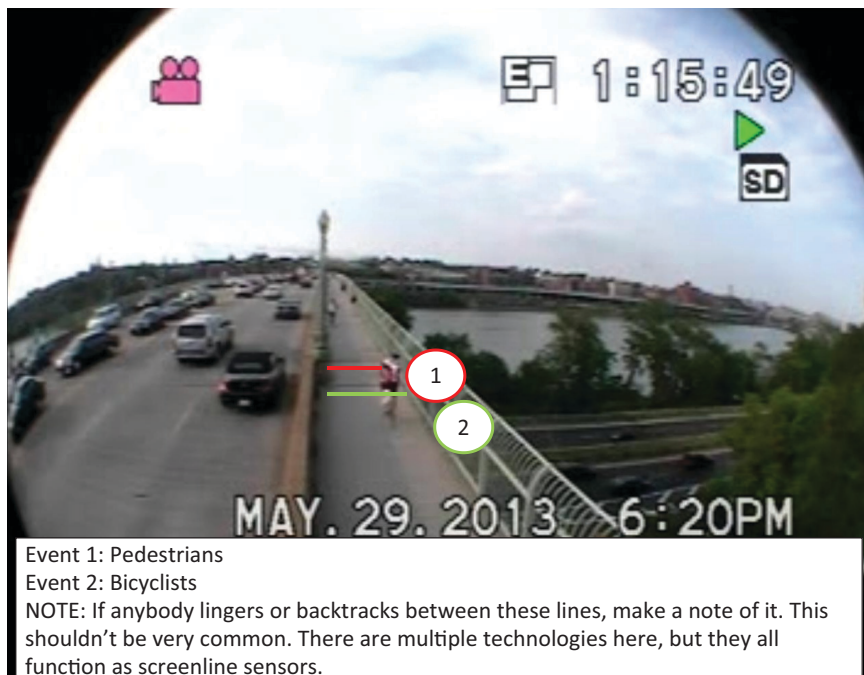 E 1:15:49
SD
1
2
MAY. 29. 2013 6:20PM
Event 1: Pedestrians
Event 2: Bicyclists
NOTE: If anybody lingers or backtracks between these lines, make a note of it. This
shouldn't be very common. There are multiple technologies here, but they all
function as screenline sensors.